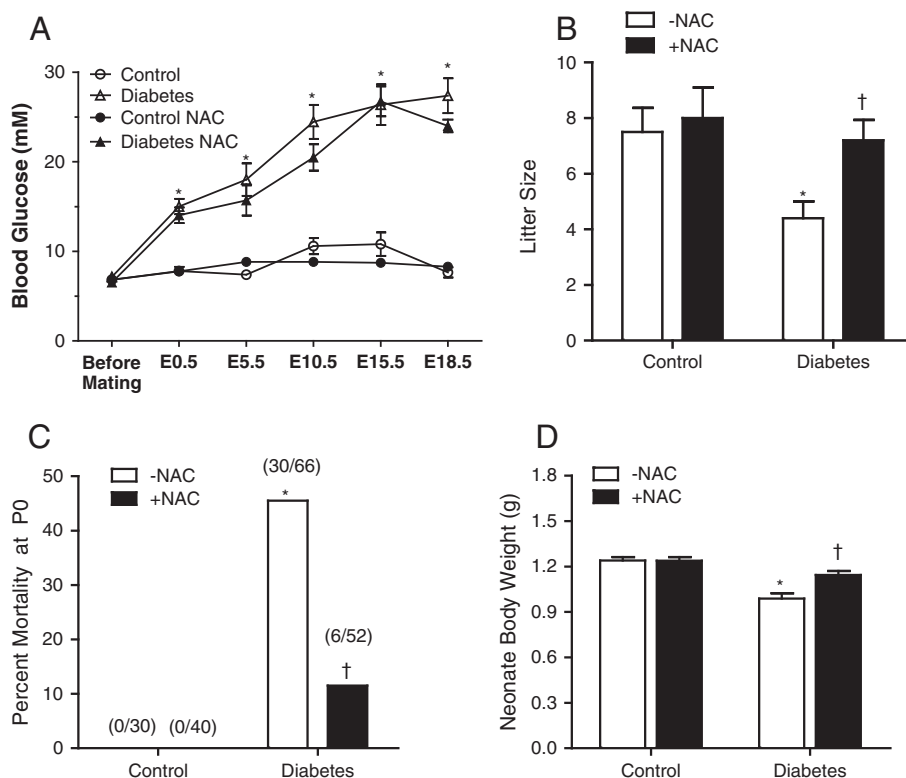 A
Control
Diabetes
Control NAC
Diabetes NAC
Blood Glucose (mM)
30
20
10
0
* * * * *
Before Mating E0.5 E5.5 E10.5 E15.5 E18.5
B
-NAC
+NAC
Litter Size
10
8
6
4
2
0
*
†
Control Diabetes
C
-NAC
+NAC
Percent Mortality at P0
50
40
30
20
10
0
(0/30) (0/40)
(30/66)
*
(6/52)
†
Control Diabetes
D
-NAC
+NAC
Neonate Body Weight (g)
1.8
1.5
1.2
0.9
0.6
0.3
0.0
*
†
Control Diabetes